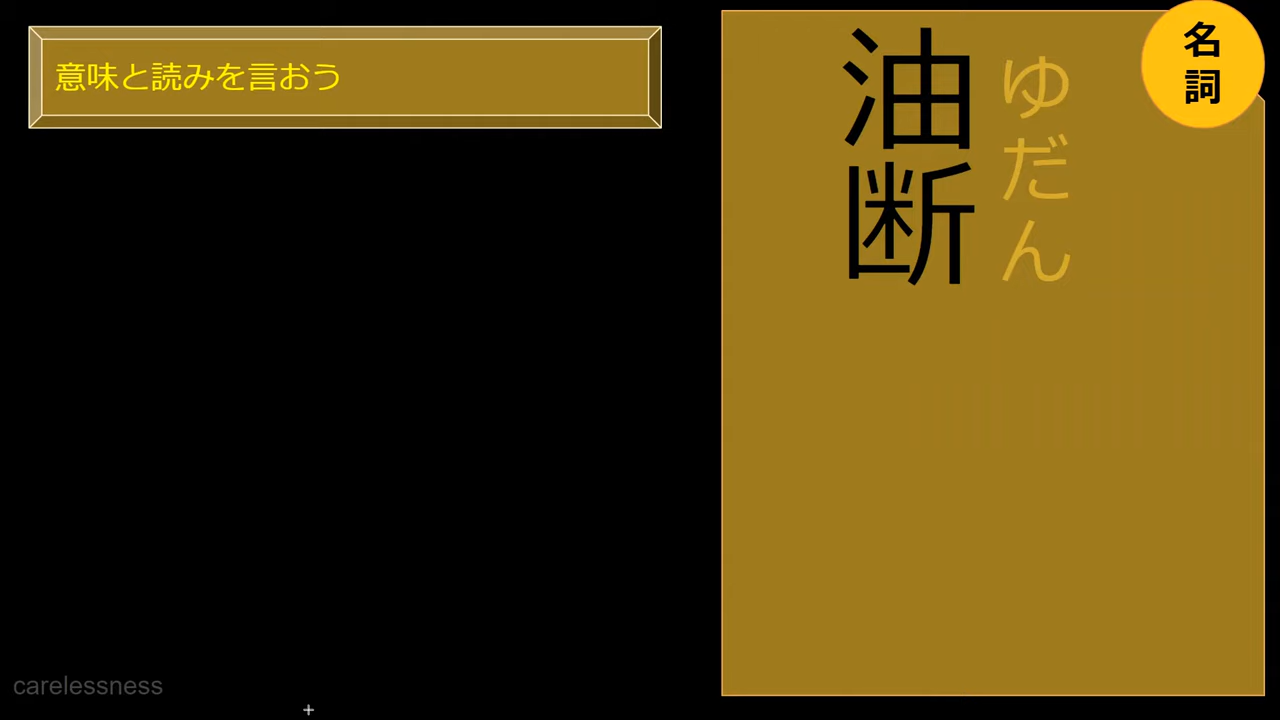 意味と読みを言おう
名詞
油断
ゆだん
carelessness